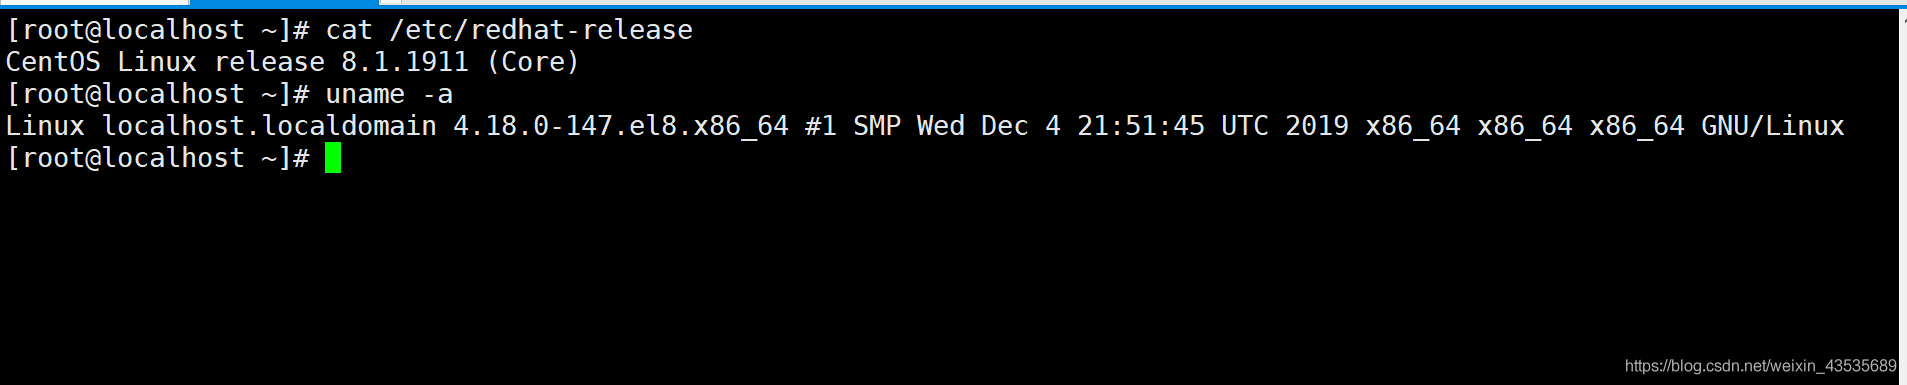 [root@localhost ~]# cat /etc/redhat-release
CentOS Linux release 8.1.1911 (Core)
[root@localhost ~]# uname -a
Linux localhost.localdomain 4.18.0-147.el8.x86_64 #1 SMP Wed Dec 4 21:51:45 UTC 2019 x86_64 x86_64 x86_64 GNU/Linux
[root@localhost ~]#
https://blog.csdn.net/weixin_43535689